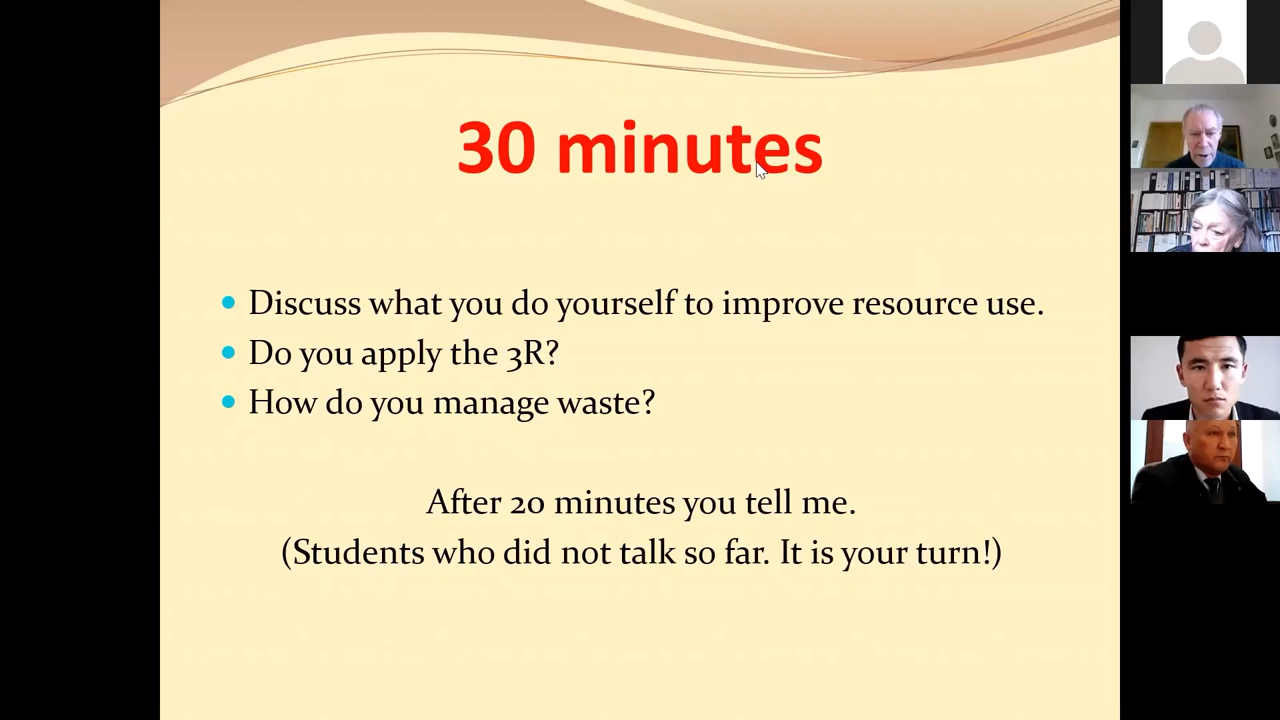 30 minutes
• Discuss what you do yourself to improve resource use.
• Do you apply the 3R?
• How do you manage waste?
After 20 minutes you tell me.
(Students who did not talk so far. It is your turn!)